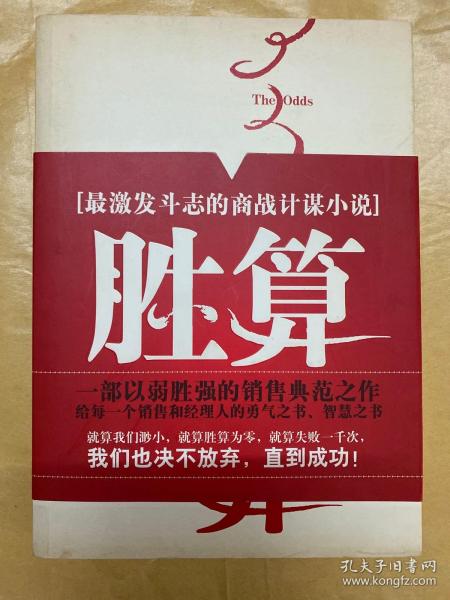 The Odds
[最激发斗志的商战计谋小说]
胜算
一部以弱胜强的销售典范之作
给每一个销售和经理人的勇气之书、智慧之书
就算我们渺小，就算胜算为零，就算失败一千次，
我们也决不放弃，直到成功！
孔夫子旧书网
www.kongfz.com